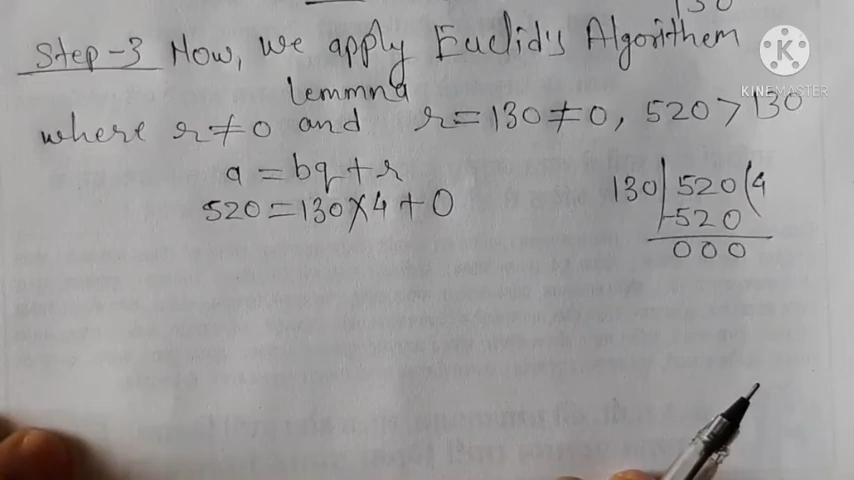 130
Step-3 Now, we apply Euclid's Algorithem
lemmna
where r≠0 and r=130≠0, 520>130
a = bq+r
520=130×4+0
130)520(4
-520
000
KINEMASTER